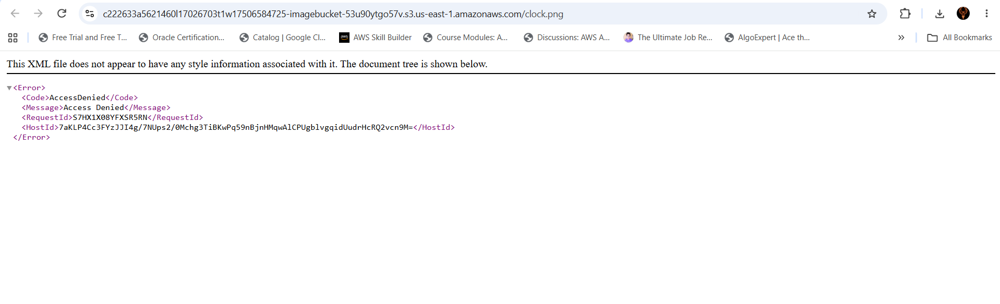 c222633a5621460l17026703t1w17506584725-imagebucket-53u90ytgo57v.s3.us-east-1.amazonaws.com/clock.png
Free Trial and Free T... Oracle Certification... Catalog | Google Cl... aws AWS Skill Builder Course Modules: A... Discussions: AWS A... The Ultimate Job Re... AlgoExpert | Ace th... » All Bookmarks
This XML file does not appear to have any style information associated with it. The document tree is shown below.
▼<Error>
<Code>AccessDenied</Code>
<Message>Access Denied</Message>
<RequestId>S7HX1X08YFXSR5RN</RequestId>
<HostId>7aKLP4Cc3FYzJJI4g/7NUps2/0Mchg3TiBKwPq59nBjnHMqwAlCPUgblvgqidUudrHcRQ2vcn9M=</HostId>
</Error>